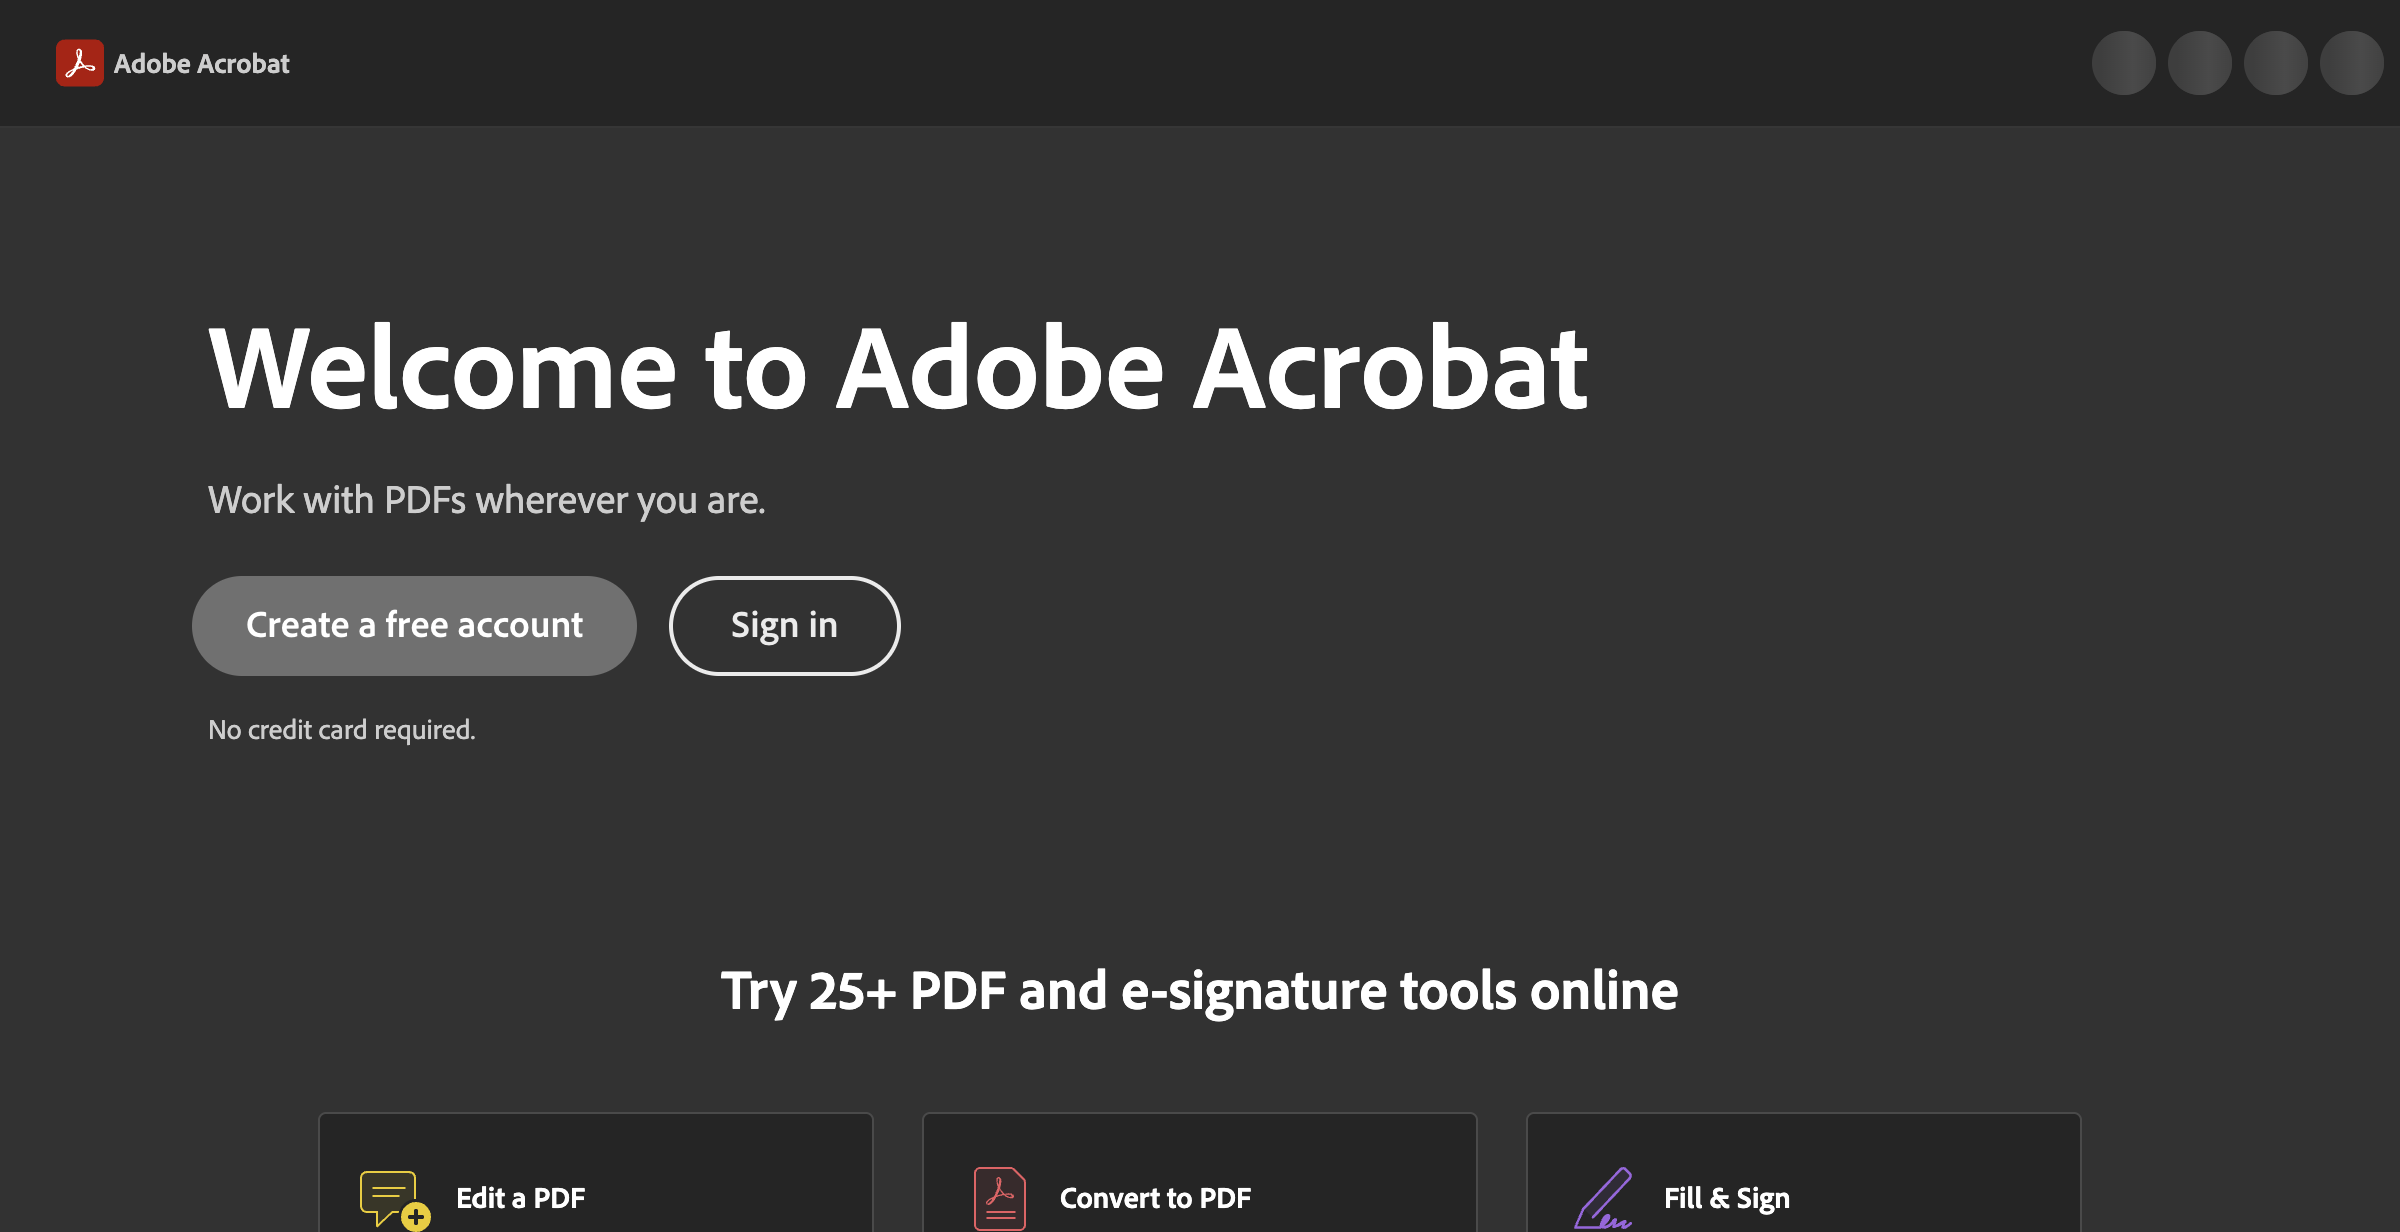 Adobe Acrobat
Welcome to Adobe Acrobat
Work with PDFs wherever you are.
Create a free account
Sign in
No credit card required.
Try 25+ PDF and e-signature tools online
Edit a PDF
Convert to PDF
Fill & Sign